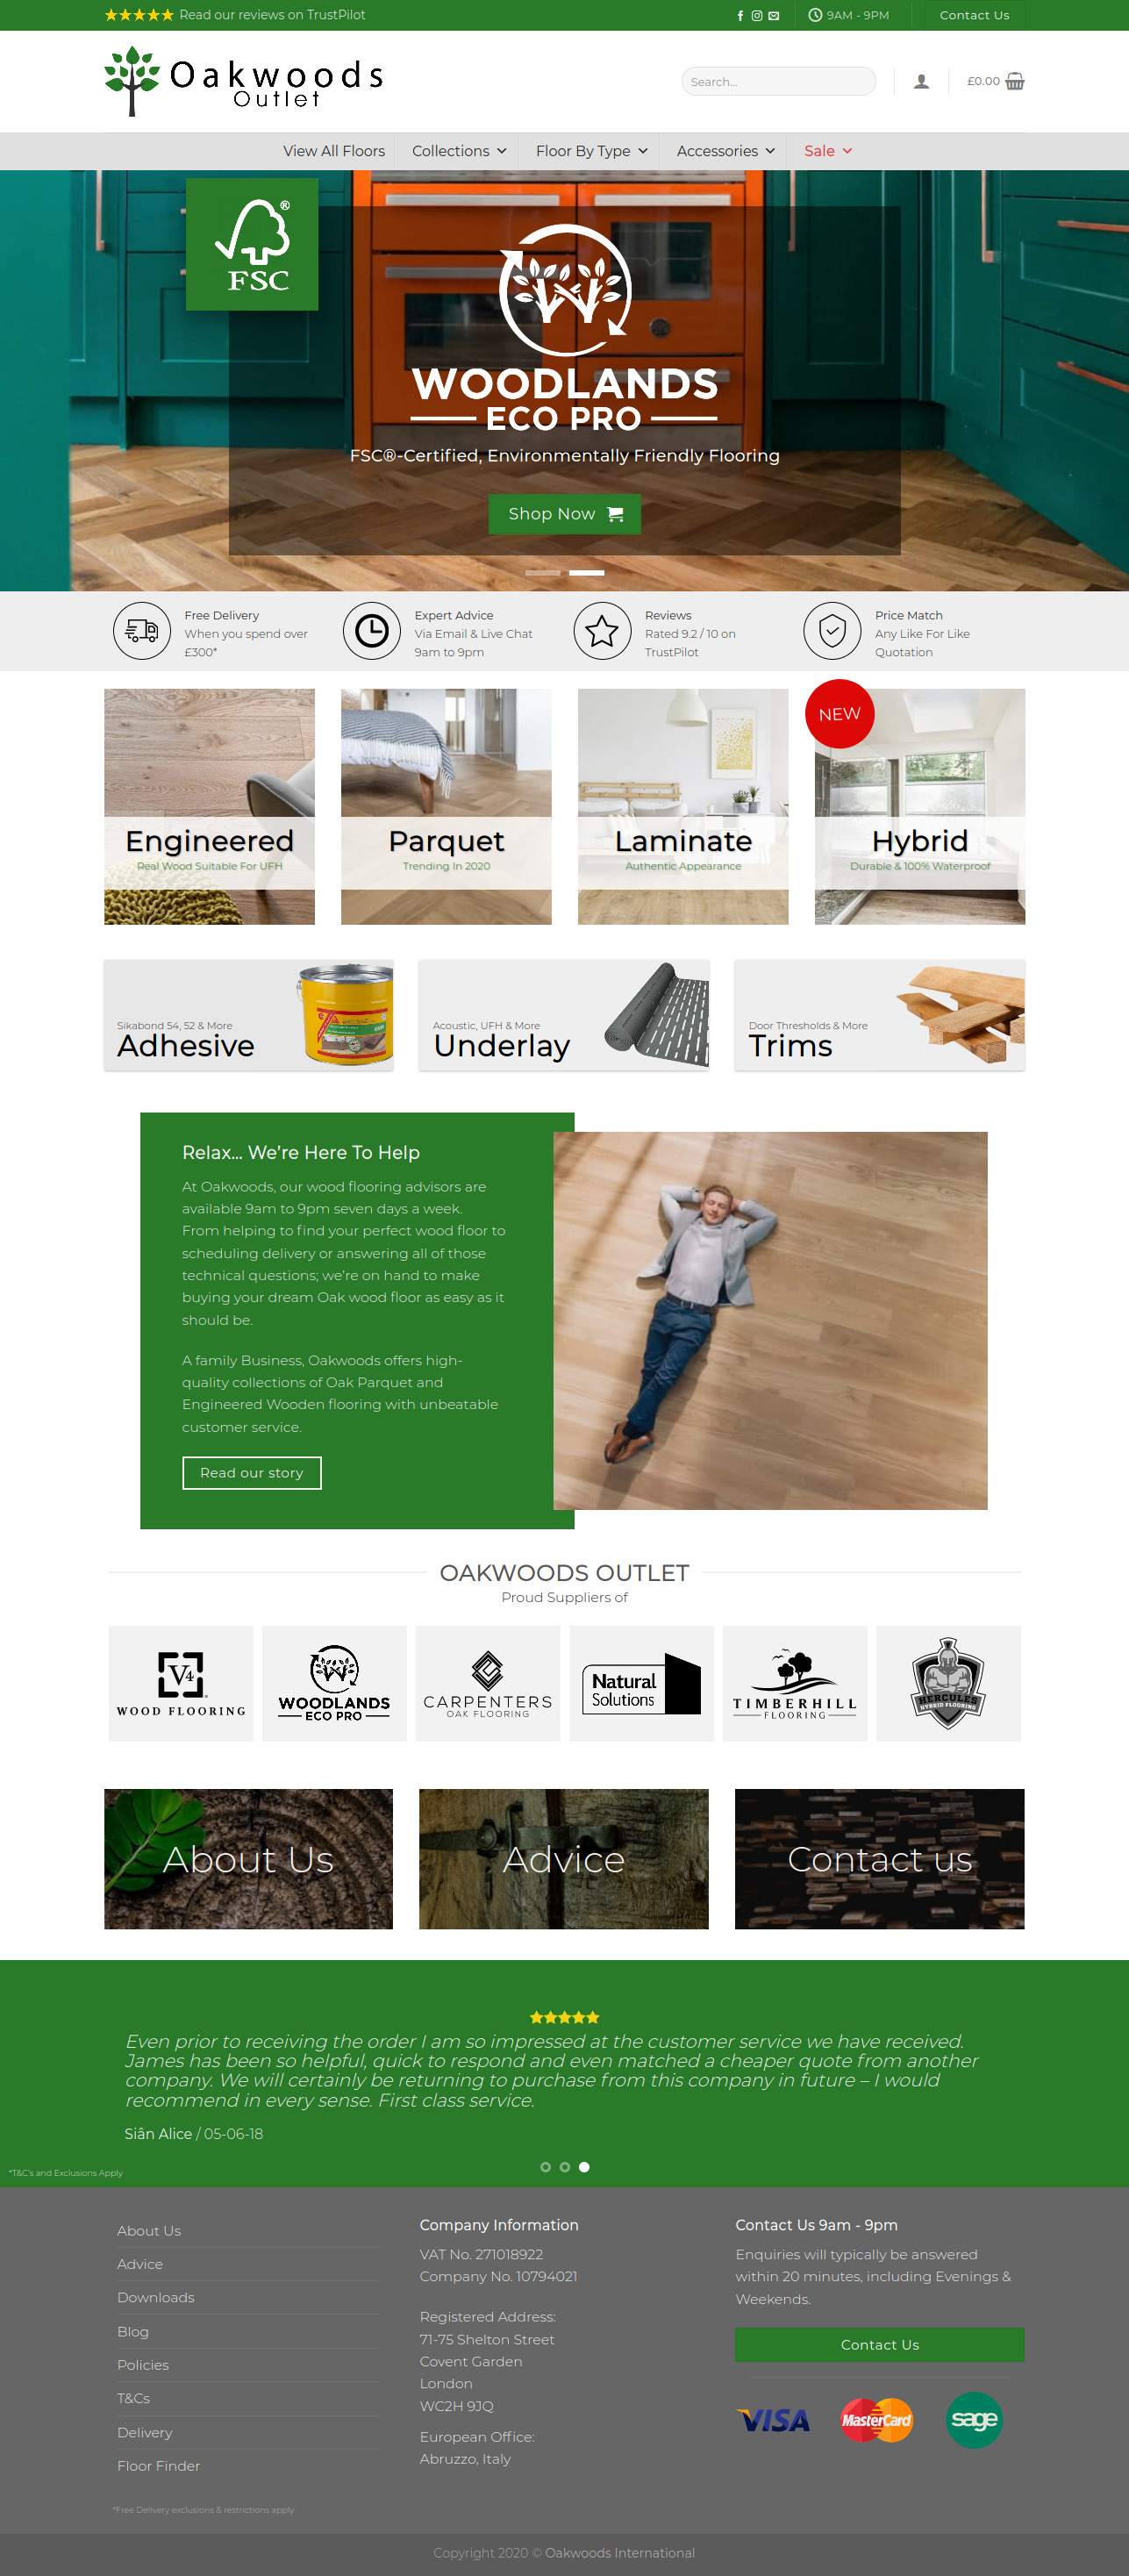 Read our reviews on TrustPilot
9AM - 9PM
Contact Us
Oakwoods
Outlet
Search...
£0.00
View All Floors
Collections
Floor By Type
Accessories
Sale
®
FSC
WOODLANDS
ECO PRO
FSC®-Certified, Environmentally Friendly Flooring
Shop Now
Free Delivery
When you spend over
£300*
Expert Advice
Via Email & Live Chat
9am to 9pm
Reviews
Rated 9.2 / 10 on
TrustPilot
Price Match
Any Like For Like
Quotation
Engineered
Real Wood Suitable For UFH
Parquet
Trending In 2020
Laminate
Authentic Appearance
NEW
Hybrid
Durable & 100% Waterproof
Sikabond 54, 52 & More
Adhesive
Acoustic, UFH & More
Underlay
Door Thresholds & More
Trims
Relax... We're Here To Help
At Oakwoods, our wood flooring advisors are
available 9am to 9pm seven days a week.
From helping to find your perfect wood floor to
scheduling delivery or answering all of those
technical questions; we're on hand to make
buying your dream Oak wood floor as easy as it
should be.
A family Business, Oakwoods offers high-
quality collections of Oak Parquet and
Engineered Wooden flooring with unbeatable
customer service.
Read our story
OAKWOODS OUTLET
Proud Suppliers of
V4
WOOD FLOORING
WOODLANDS
ECO PRO
CARPENTERS
OAK FLOORING
Natural
Solutions
TIMBERHILL
FLOORING
HERCULES
HYBRID FLOORING
About Us
Advice
Contact us
Even prior to receiving the order I am so impressed at the customer service we have received.
James has been so helpful, quick to respond and even matched a cheaper quote from another
company. We will certainly be returning to purchase from this company in future – I would
recommend in every sense. First class service.
Siân Alice / 05-06-18
*T&C's and Exclusions Apply
About Us
Advice
Downloads
Blog
Policies
T&Cs
Delivery
Floor Finder
*Free Delivery exclusions & restrictions apply.
Company Information
VAT No. 271018922
Company No. 10794021
Registered Address:
71-75 Shelton Street
Covent Garden
London
WC2H 9JQ
European Office:
Abruzzo, Italy
Contact Us 9am - 9pm
Enquiries will typically be answered
within 20 minutes, including Evenings &
Weekends.
Contact Us
VISA
MasterCard
sage
Copyright 2020 © Oakwoods International